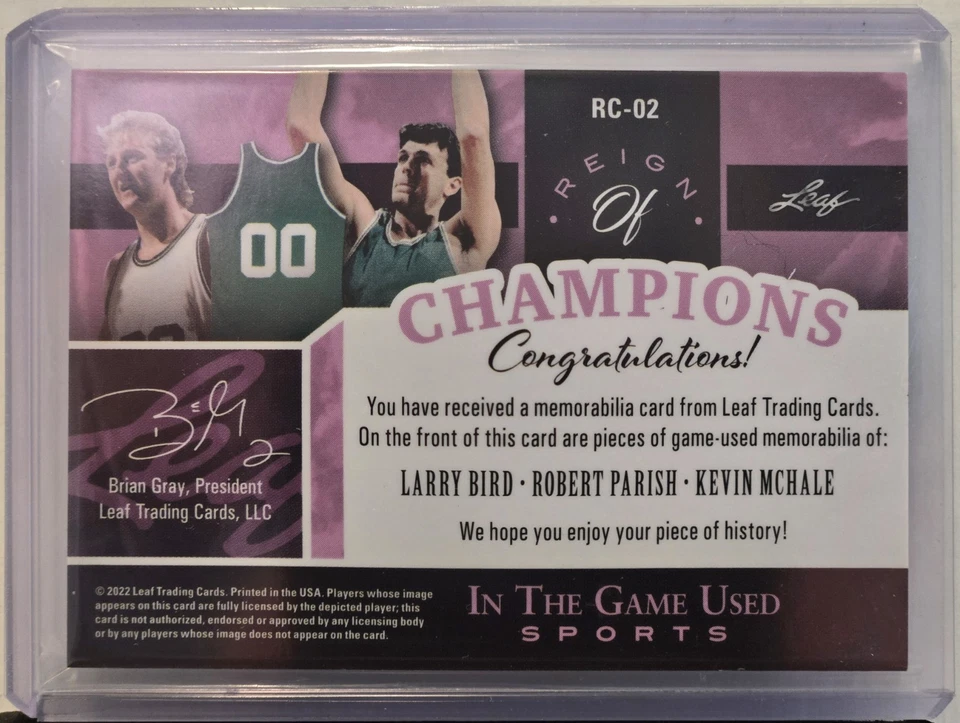 RC-02
REIGN
Of
Leaf
00
CHAMPIONS
Congratulations!
You have received a memorabilia card from Leaf Trading Cards.
On the front of this card are pieces of game-used memorabilia of:
LARRY BIRD · ROBERT PARISH · KEVIN MCHALE
We hope you enjoy your piece of history!
Brian Gray, President
Leaf Trading Cards, LLC
© 2022 Leaf Trading Cards. Printed in the USA. Players whose image
appears on this card are fully licensed by the depicted player; this
card is not authorized, endorsed or approved by any licensing body
or by any players whose image does not appear on the card.
IN THE GAME USED
SPORTS